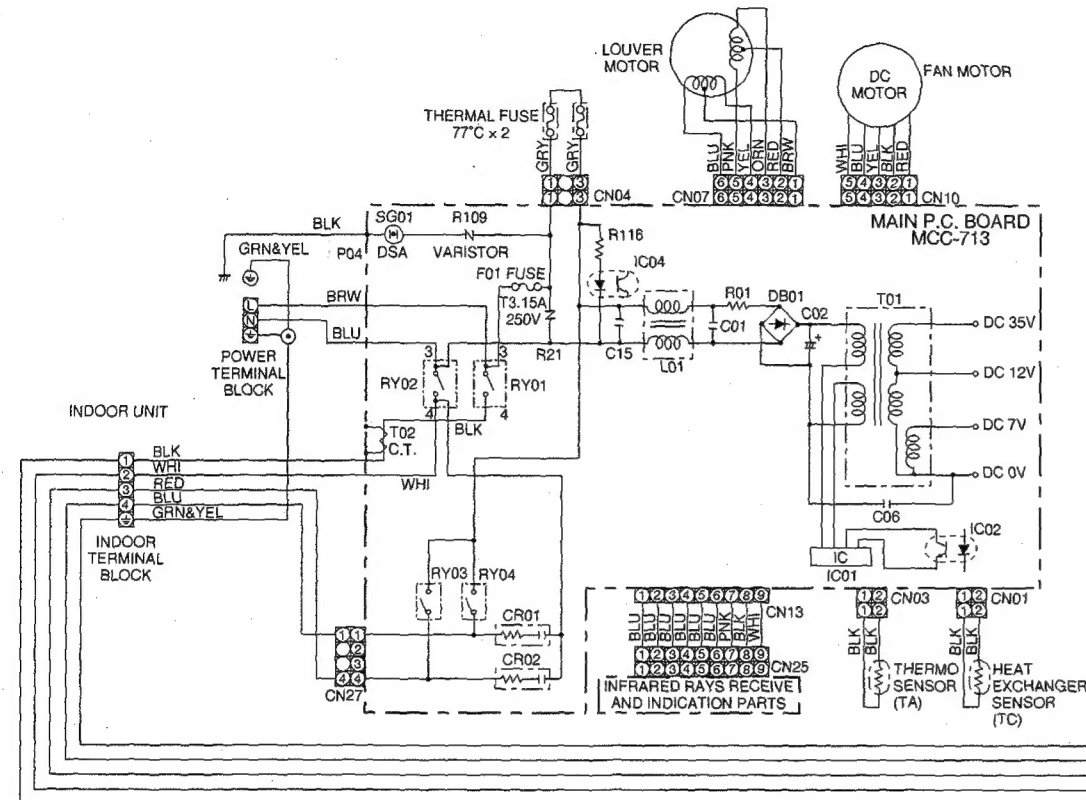 LOUVER
MOTOR
DC
MOTOR
FAN MOTOR
THERMAL FUSE
77°C x 2
GRY
GRY
BLU
PNK
YEL
ORN
RED
BRW
WHI
BLU
YEL
BLK
RED
1 3
1 3
CN04
CN07
6 5 4 3 2 1
6 5 4 3 2 1
5 4 3 2 1
5 4 3 2 1
CN10
MAIN P.C. BOARD
MCC-713
BLK
P04
SG01
DSA
R109
VARISTOR
GRN&YEL
R116
IC04
F01 FUSE
T3.15A
250V
R21
BRW
L
N
BLU
POWER
TERMINAL
BLOCK
C15
L01
C01
R01
DB01
C02
+
T01
DC 35V
DC 12V
DC 7V
DC 0V
3
RY02
4
3
RY01
4
BLK
T02
C.T.
WHI
C06
IC
IC01
IC02
INDOOR UNIT
1 BLK
2 WHI
3 RED
4 BLU
GRN&YEL
INDOOR
TERMINAL
BLOCK
RY03
RY04
CR01
CR02
1 1
2
3
4 4
CN27
1 2 3 4 5 6 7 8 9
CN13
BLU
BLU
BLU
BLU
BLU
BLU
PNK
BLK
WHI
1 2 3 4 5 6 7 8 9
1 2 3 4 5 6 7 8 9
CN25
INFRARED RAYS RECEIVE
AND INDICATION PARTS
1 2
1 2
CN03
BLK
BLK
THERMO
SENSOR
(TA)
1 2
1 2
CN01
BLK
BLK
HEAT
EXCHANGER
SENSOR
(TC)